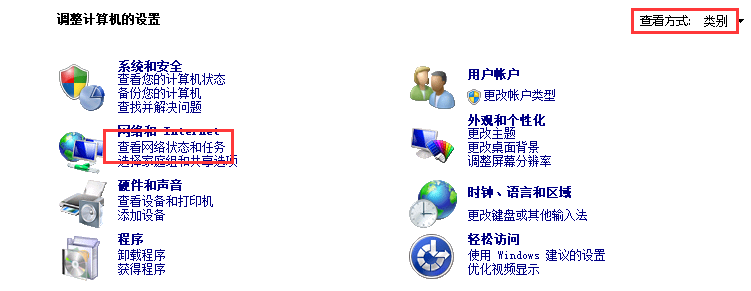 调整计算机的设置
查看方式: 类别
系统和安全
查看您的计算机状态
备份您的计算机
查找并解决问题
网络和 Internet
查看网络状态和任务
选择家庭组和共享选项
硬件和声音
查看设备和打印机
添加设备
程序
卸载程序
获得程序
用户帐户
更改帐户类型
外观和个性化
更改主题
更改桌面背景
调整屏幕分辨率
时钟、语言和区域
更改键盘或其他输入法
轻松访问
使用 Windows 建议的设置
优化视频显示